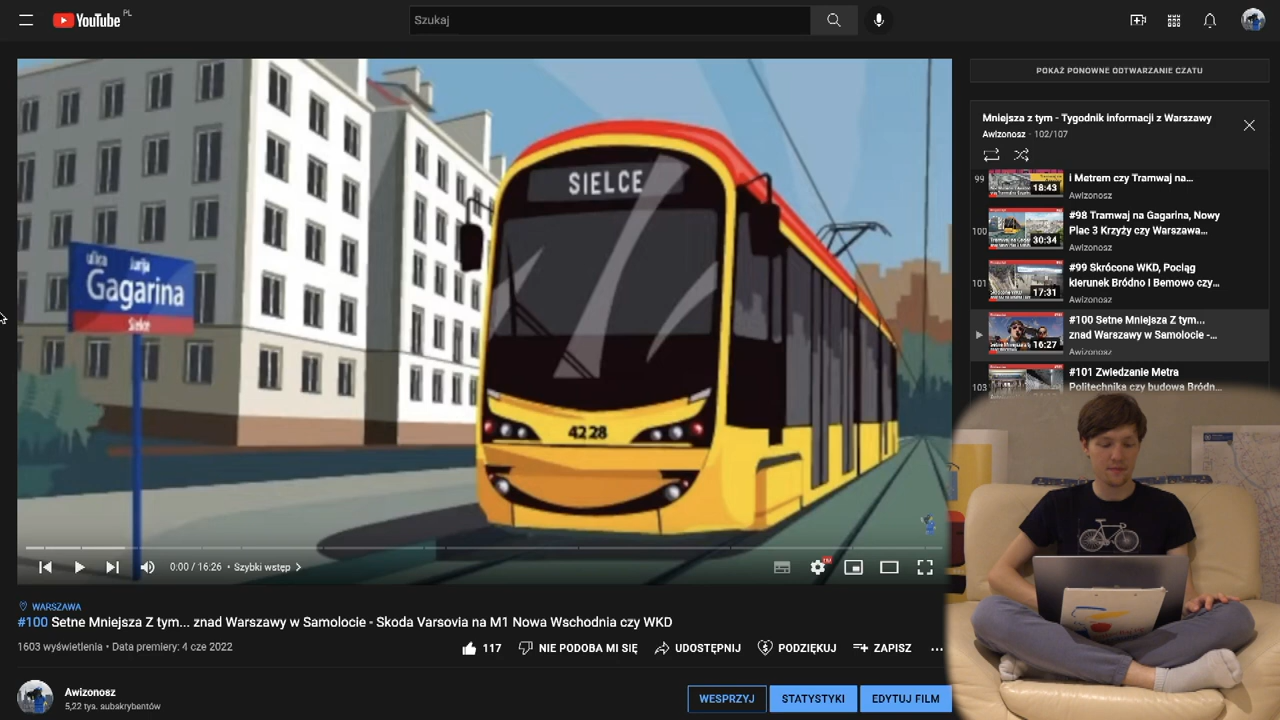 YouTube PL
Szukaj
SIELCE
ulica Jurija
Gagarina
Sielce
4228
0:00 / 16:26 • Szybki wstęp
WARSZAWA
#100 Setne Mniejsza Z tym... znad Warszawy w Samolocie - Skoda Varsovia na M1 Nowa Wschodnia czy WKD
1603 wyświetlenia • Data premiery: 4 cze 2022
117
NIE PODOBA MI SIĘ
UDOSTĘPNIJ
PODZIĘKUJ
ZAPISZ
Awizonosz
5,22 tys. subskrybentów
WESPRZYJ
STATYSTYKI
EDYTUJ FILM
POKAŻ PONOWNE ODTWARZANIE CZATU
Mniejsza z tym - Tygodnik informacji z Warszawy
Awizonosz - 102/107
99
18:43
i Metrem czy Tramwaj na...
Awizonosz
100
30:34
#98 Tramwaj na Gagarina, Nowy
Plac 3 Krzyży czy Warszawa...
Awizonosz
101
17:31
#99 Skrócone WKD, Pociąg
kierunek Bródno I Bemowo czy...
Awizonosz
16:27
#100 Setne Mniejsza Z tym...
znad Warszawy w Samolocie -...
Awizonosz
103
#101 Zwiedzanie Metra
Politechnika czy budowa Bródn...